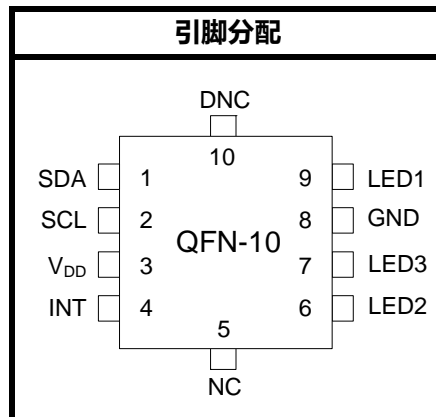 引脚分配
DNC
10
SDA 1 9 LED1
SCL 2 8 GND
QFN-10
VDD 3 7 LED3
INT 4 6 LED2
5
NC